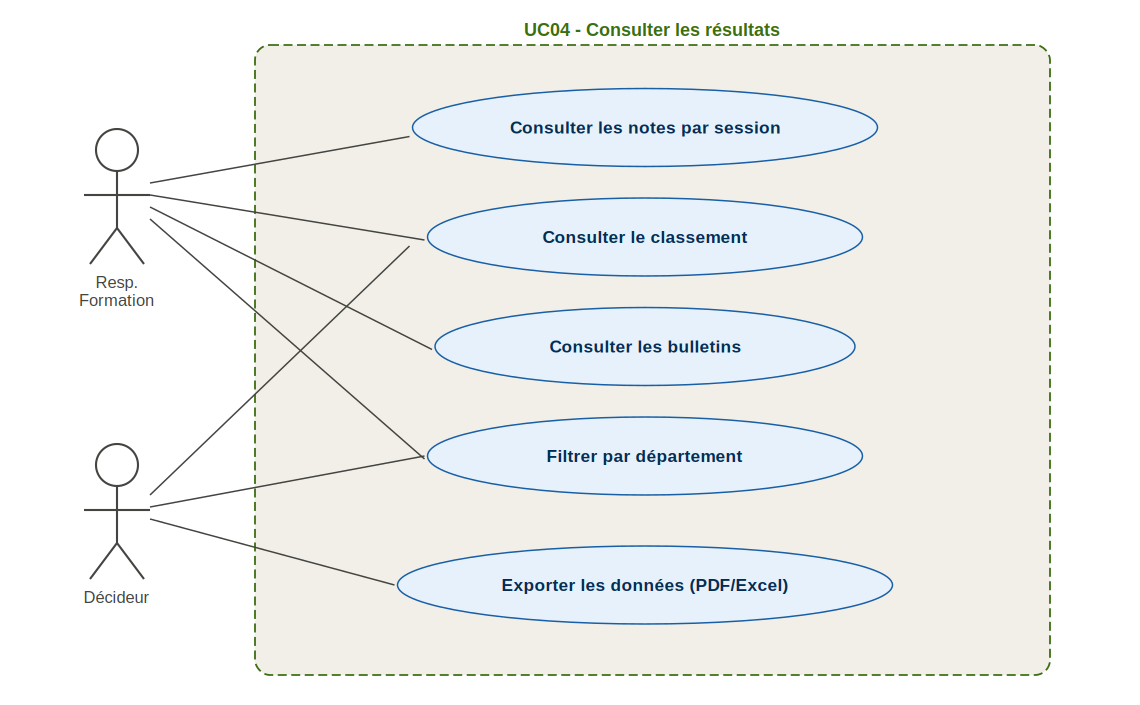 UC04 - Consulter les résultats
Consulter les notes par session
Consulter le classement
Resp.
Formation
Consulter les bulletins
Filtrer par département
Exporter les données (PDF/Excel)
Décideur